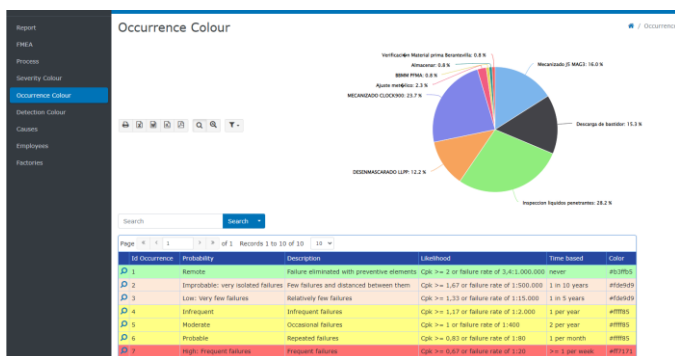 Report
FMEA
Process
Severity Colour
Occurrence Colour
Detection Colour
Causes
Employees
Factories
Occurrence Colour
/ Occurrence
Verificaci�n Material prima Berantevilla: 0.8 %
Almacenar: 0.8 %
BBMM PFMA: 0.8 %
Ajuste met�lico: 2.3 %
MECANIZADO CLOCK900: 23.7 %
DESENMASCARADO LLPP: 12.2 %
Mecanizado J5 MAG3: 16.0 %
Descarga de bastidor: 15.3 %
Inspeccion liquidos penetrantes: 28.2 %
Search Search
Page 1 of 1 Records 1 to 10 of 10 10
Id Occurrence Probability Description Likelihood Time based Color
1 Remote Failure eliminated with preventive elements Cpk >= 2 or failure rate of 3,4:1.000.000 never #b3ffb5
2 Improbable: very isolated failures Few failures and distanced between them Cpk >= 1,67 or failure rate of 1:500.000 1 in 10 years #fde9d9
3 Low: Very few failures Relatively few failures Cpk >= 1,33 or failure rate of 1:15.000 1 in 5 years #fde9d9
4 Infrequent Infrequent failures Cpk >= 1,17 or failure rate of 1:2.000 1 per year #ffff85
5 Moderate Occasional failures Cpk >= 1 or failure rate of 1:400 2 per year #ffff85
6 Probable Repeated failures Cpk >= 0,83 or failure rate of 1:80 1 per month #ffff85
7 High: Frequent failures Frequent failures Cpk >= 0,67 or failure rate of 1:20 >= 1 per week #ff7171